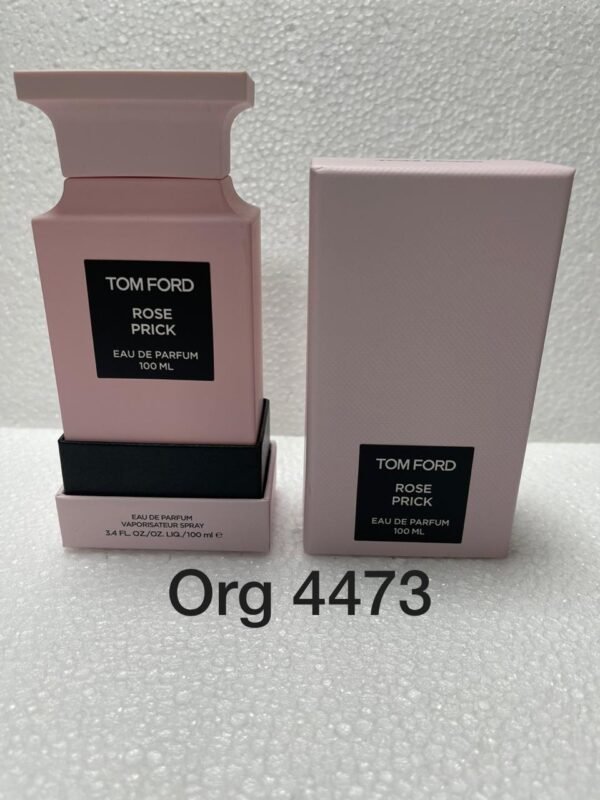 TOM FORD
ROSE
PRICK
EAU DE PARFUM
100 ML
EAU DE PARFUM
VAPORISATEUR SPRAY
3.4 FL. OZ./OZ. LIQ./100 ml ℮
TOM FORD
ROSE
PRICK
EAU DE PARFUM
100 ML
Org 4473